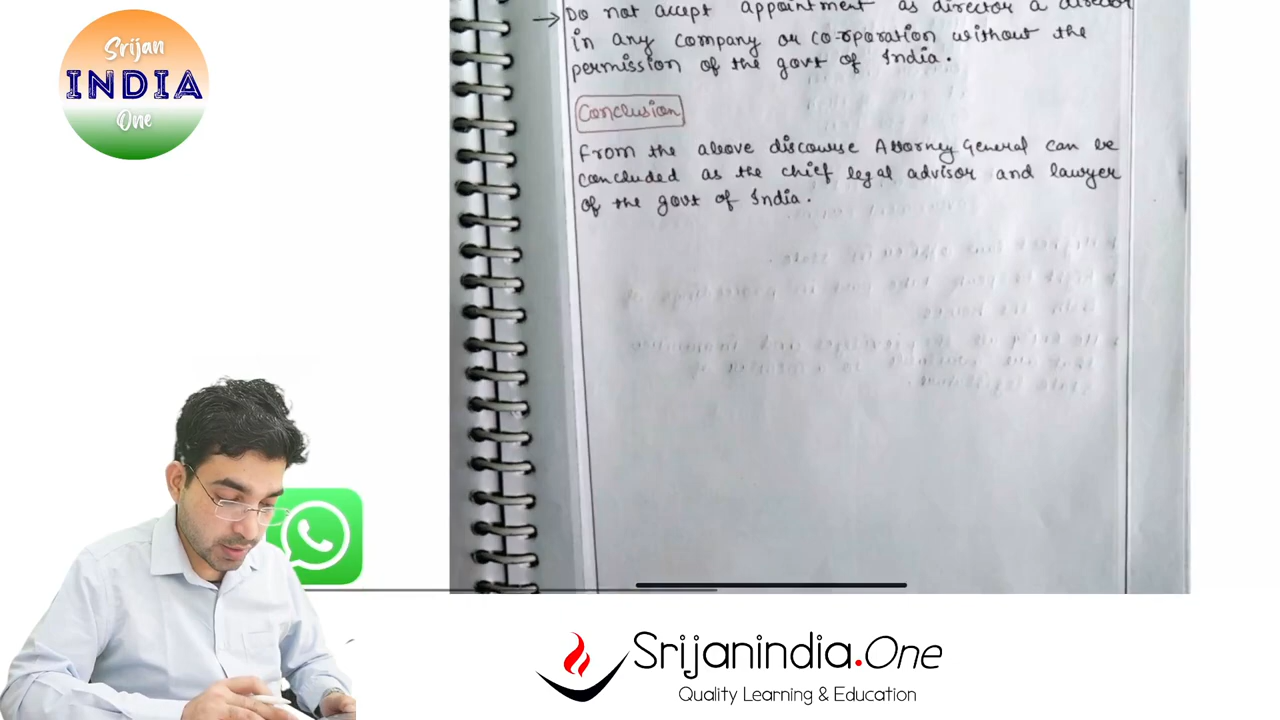 Srijan
INDIA
One
→ Do not accept appointment as director a director
in any company or co-oporation without the
permission of the govt of India.
Conclusion
From the above discourse Attorney General can be
concluded as the chief legal advisor and lawyer
of the govt of India.
Srijanindia.One
Quality Learning & Education